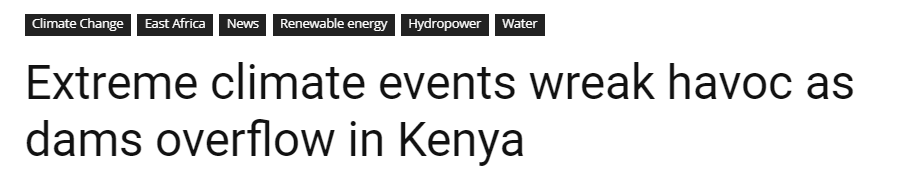 Climate Change East Africa News Renewable energy Hydropower Water
Extreme climate events wreak havoc as
dams overflow in Kenya